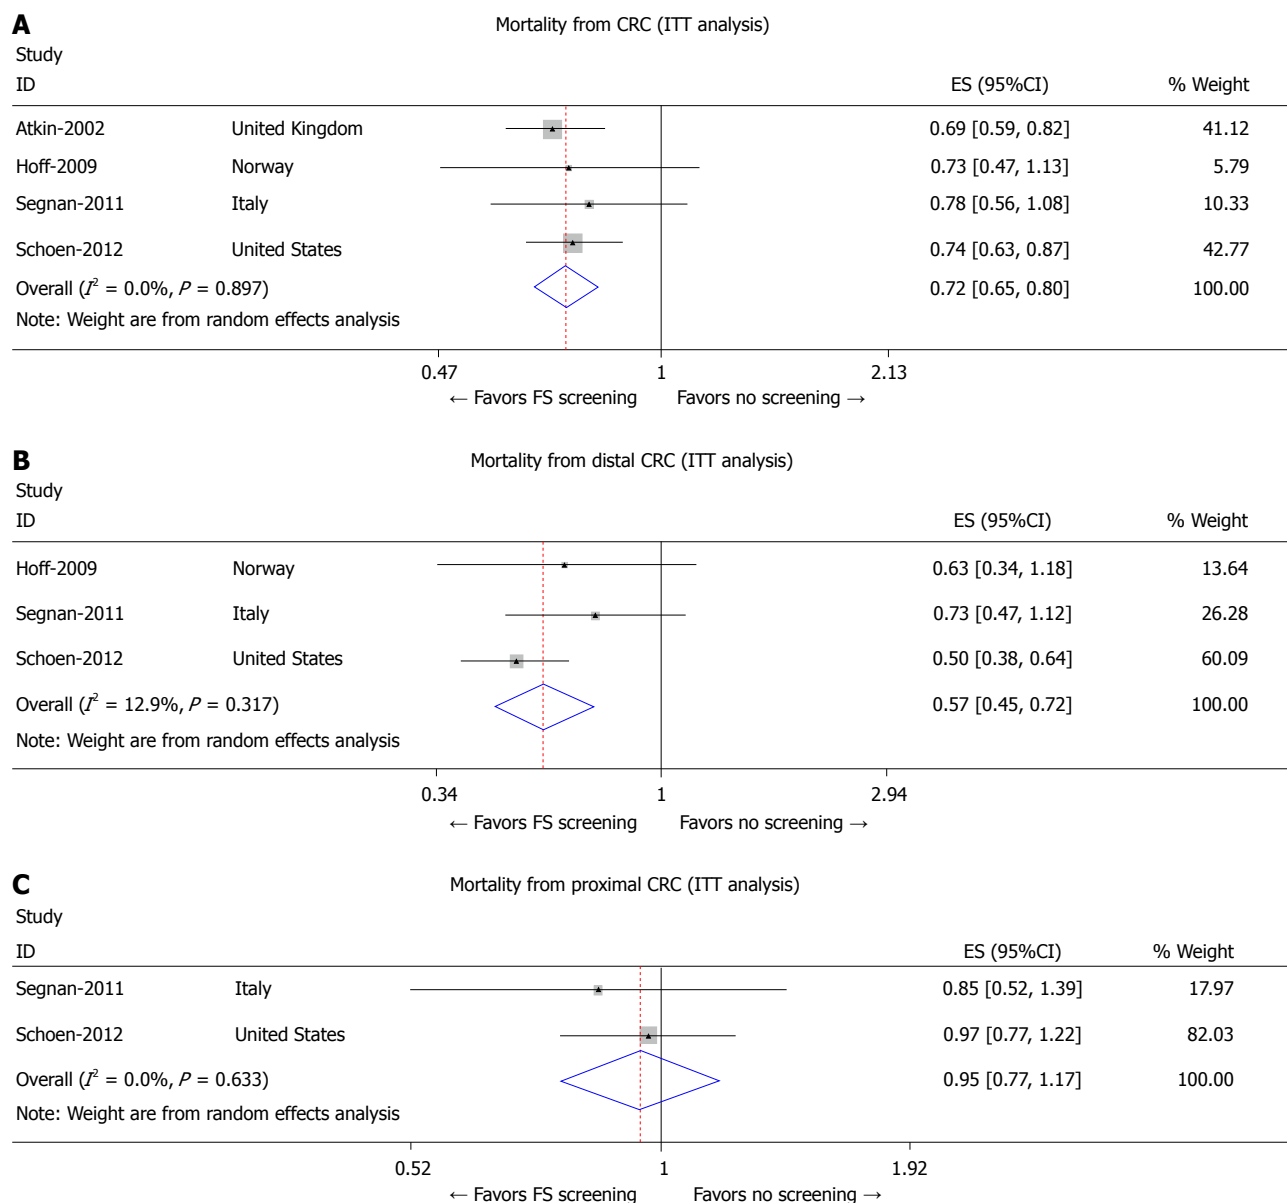 A
Mortality from CRC (ITT analysis)
Study
ID ES (95%CI) % Weight
Atkin-2002 United Kingdom 0.69 [0.59, 0.82] 41.12
Hoff-2009 Norway 0.73 [0.47, 1.13] 5.79
Segnan-2011 Italy 0.78 [0.56, 1.08] 10.33
Schoen-2012 United States 0.74 [0.63, 0.87] 42.77
Overall (I² = 0.0%, P = 0.897) 0.72 [0.65, 0.80] 100.00
Note: Weight are from random effects analysis
0.47 1 2.13
← Favors FS screening Favors no screening →
B
Mortality from distal CRC (ITT analysis)
Study
ID ES (95%CI) % Weight
Hoff-2009 Norway 0.63 [0.34, 1.18] 13.64
Segnan-2011 Italy 0.73 [0.47, 1.12] 26.28
Schoen-2012 United States 0.50 [0.38, 0.64] 60.09
Overall (I² = 12.9%, P = 0.317) 0.57 [0.45, 0.72] 100.00
Note: Weight are from random effects analysis
0.34 1 2.94
← Favors FS screening Favors no screening →
C
Mortality from proximal CRC (ITT analysis)
Study
ID ES (95%CI) % Weight
Segnan-2011 Italy 0.85 [0.52, 1.39] 17.97
Schoen-2012 United States 0.97 [0.77, 1.22] 82.03
Overall (I² = 0.0%, P = 0.633) 0.95 [0.77, 1.17] 100.00
Note: Weight are from random effects analysis
0.52 1 1.92
← Favors FS screening Favors no screening →